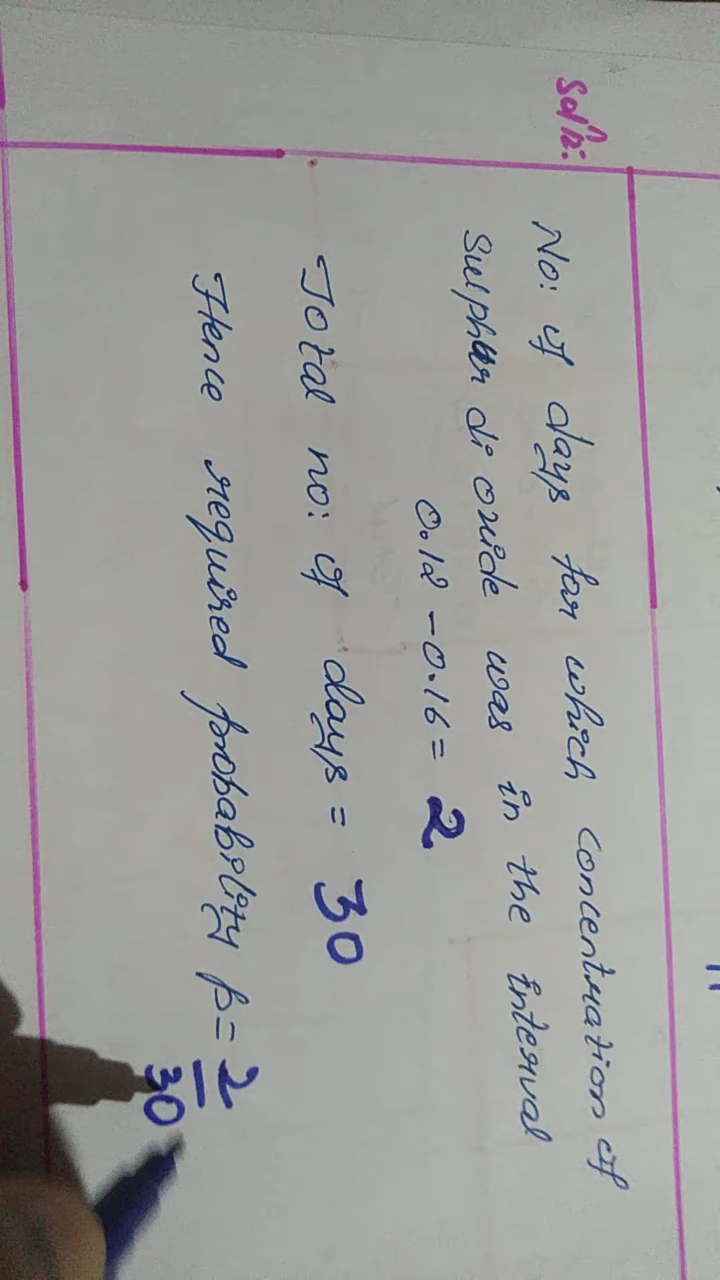 Soln:
No: of days for which concentration of
Sulphur di oxide was in the interval
0.12 - 0.16 = 2
Total no: of days = 30
Hence required probability p = 2
30